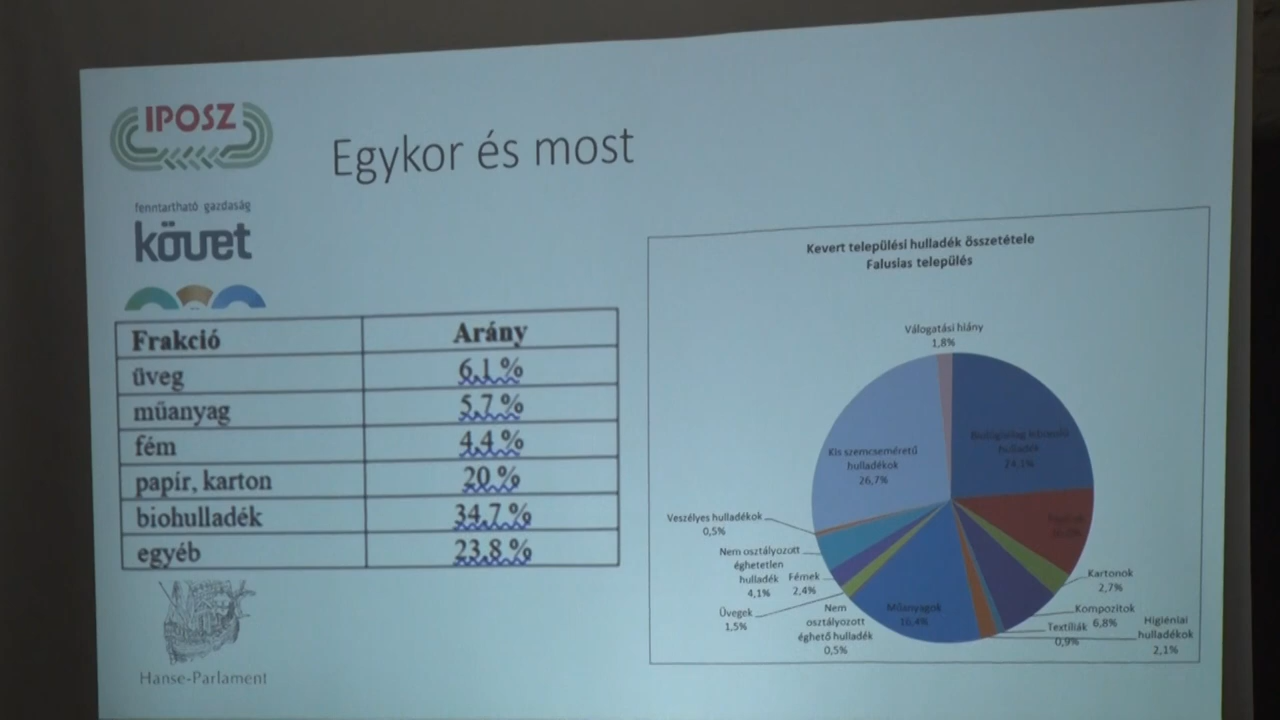 IPOSZ
Egykor és most
fenntartható gazdaság
köuet
Frakció Arány
üveg 6,1 %
műanyag 5,7 %
fém 4,4 %
papír, karton 20 %
biohulladék 34,7 %
egyéb 23,8 %
Hanse-Parlament
Kevert települési hulladék összetétele
Falusias település
Válogatási hiány
1,8%
Biológiailag
hulladék
24,1%
Kis szemcseméretű
hulladékok
26,7%
Veszélyes hulladékok
0,5%
Nem osztályozott
éghetetlen
hulladék
4,1%
Fémek
2,4%
Üvegek
1,5%
Nem
osztályozott
éghető hulladék
0,5%
Műanyagok
16,4%
Kartonok
2,7%
Kompozitok
6,8%
Textíliák
0,9%
Higiéniai
hulladékok
2,1%